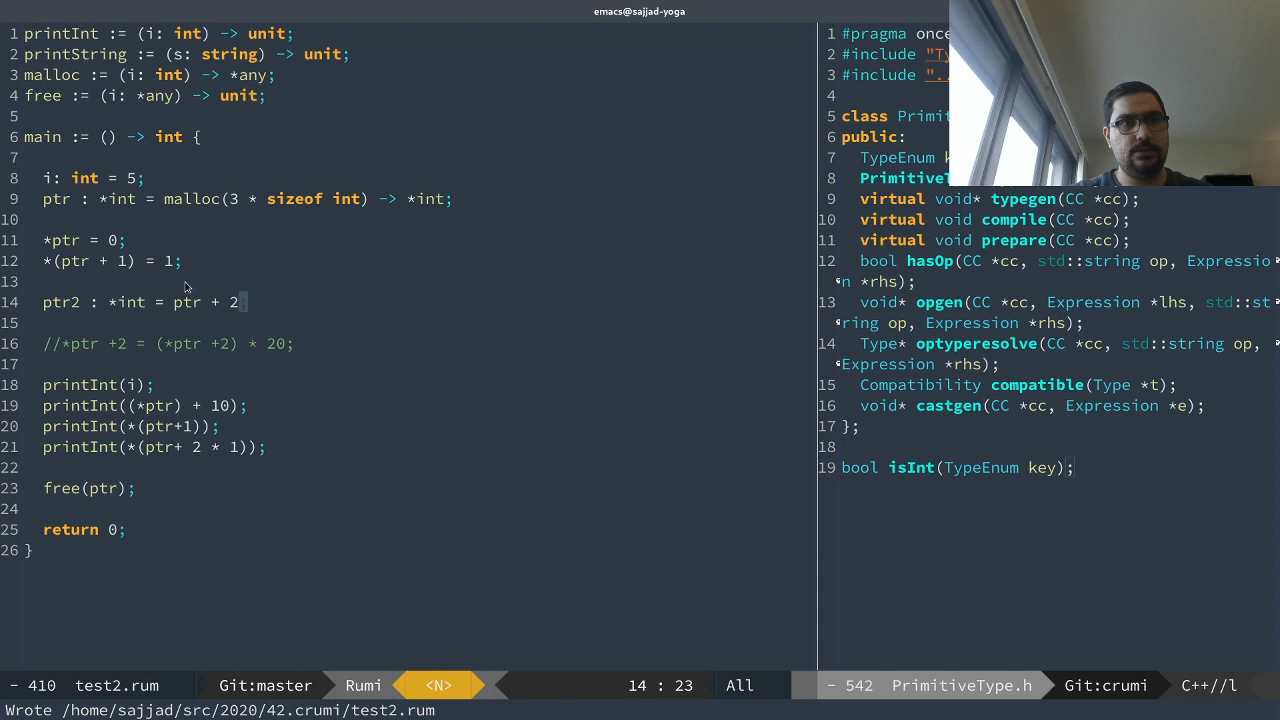 emacs@sajjad-yoga
1 printInt := (i: int) -> unit;
2 printString := (s: string) -> unit;
3 malloc := (i: int) -> *any;
4 free := (i: *any) -> unit;
5
6 main := () -> int {
7
8 i: int = 5;
9 ptr : *int = malloc(3 * sizeof int) -> *int;
10
11 *ptr = 0;
12 *(ptr + 1) = 1;
13
14 ptr2 : *int = ptr + 2;
15
16 //*ptr +2 = (*ptr +2) * 20;
17
18 printInt(i);
19 printInt((*ptr) + 10);
20 printInt(*(ptr+1));
21 printInt(*(ptr+ 2 * 1));
22
23 free(ptr);
24
25 return 0;
26 }
1 #pragma onc
2 #include "Ty
3 #include "..
4
5 class Primit
6 public:
7 TypeEnum k
8 PrimitiveT
9 virtual void* typegen(CC *cc);
10 virtual void compile(CC *cc);
11 virtual void prepare(CC *cc);
12 bool hasOp(CC *cc, std::string op, Expressio
n *rhs);
13 void* opgen(CC *cc, Expression *lhs, std::st
ring op, Expression *rhs);
14 Type* optyperesolve(CC *cc, std::string op,
Expression *rhs);
15 Compatibility compatible(Type *t);
16 void* castgen(CC *cc, Expression *e);
17 };
18
19 bool isInt(TypeEnum key);
- 410 test2.rum Git:master Rumi <N> 14 : 23 All
- 542 PrimitiveType.h Git:crumi C++//l
Wrote /home/sajjad/src/2020/42.crumi/test2.rum